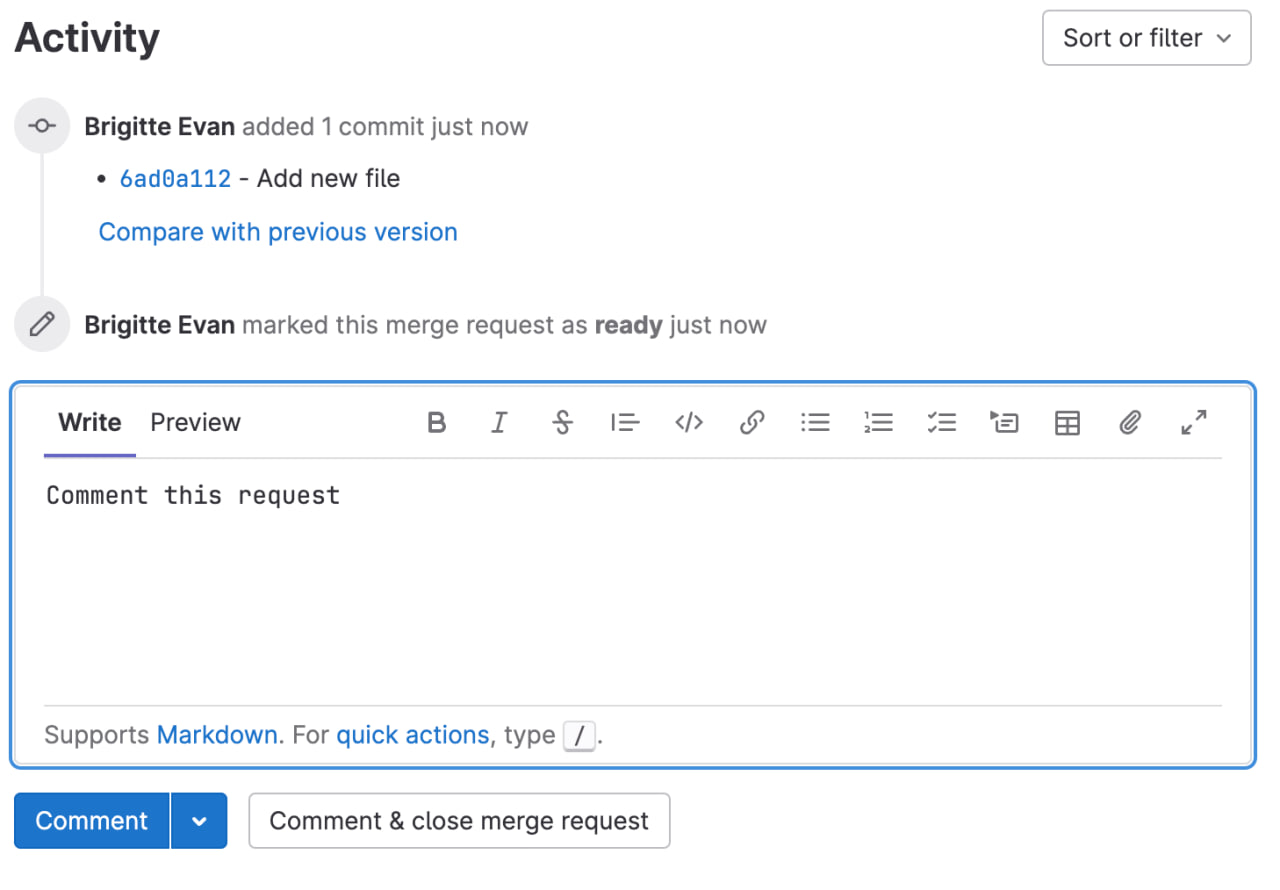 Activity
Sort or filter
Brigitte Evan added 1 commit just now
• 6ad0a112 - Add new file
Compare with previous version
Brigitte Evan marked this merge request as ready just now
Write Preview
Comment this request
Supports Markdown. For quick actions, type /.
Comment
Comment & close merge request